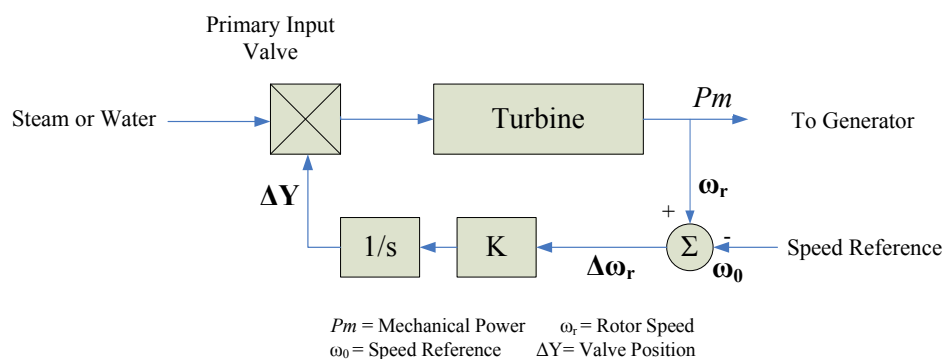 Primary Input
Valve
Steam or Water
Turbine
Pm
To Generator
ΔY
ωr
+
-
1/s
K
Σ
Speed Reference
Δωr
ω0
Pm = Mechanical Power ωr = Rotor Speed
ω0 = Speed Reference ΔY= Valve Position